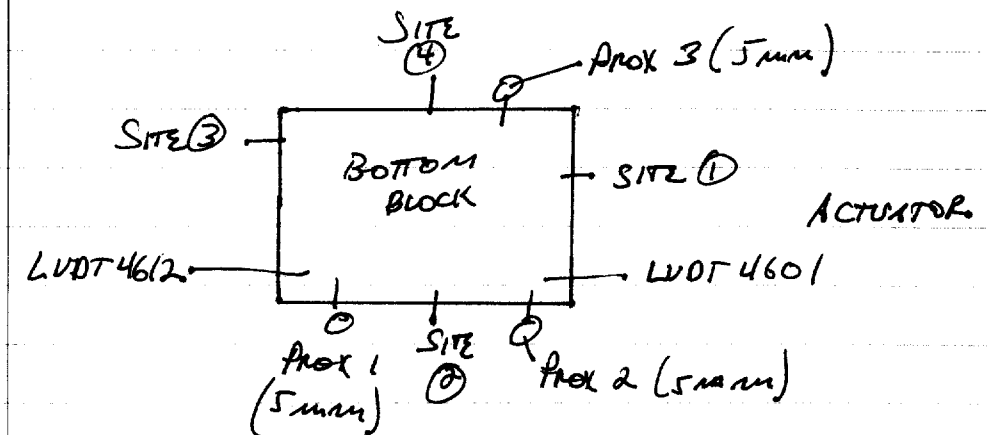 SITE
④
PROX 3 (5mm)
SITE ③
BOTTOM
BLOCK
SITE ①
ACTUATOR
LVDT 4612
LVDT 4601
PROX 1
(5mm)
SITE
②
PROX 2 (5mm)